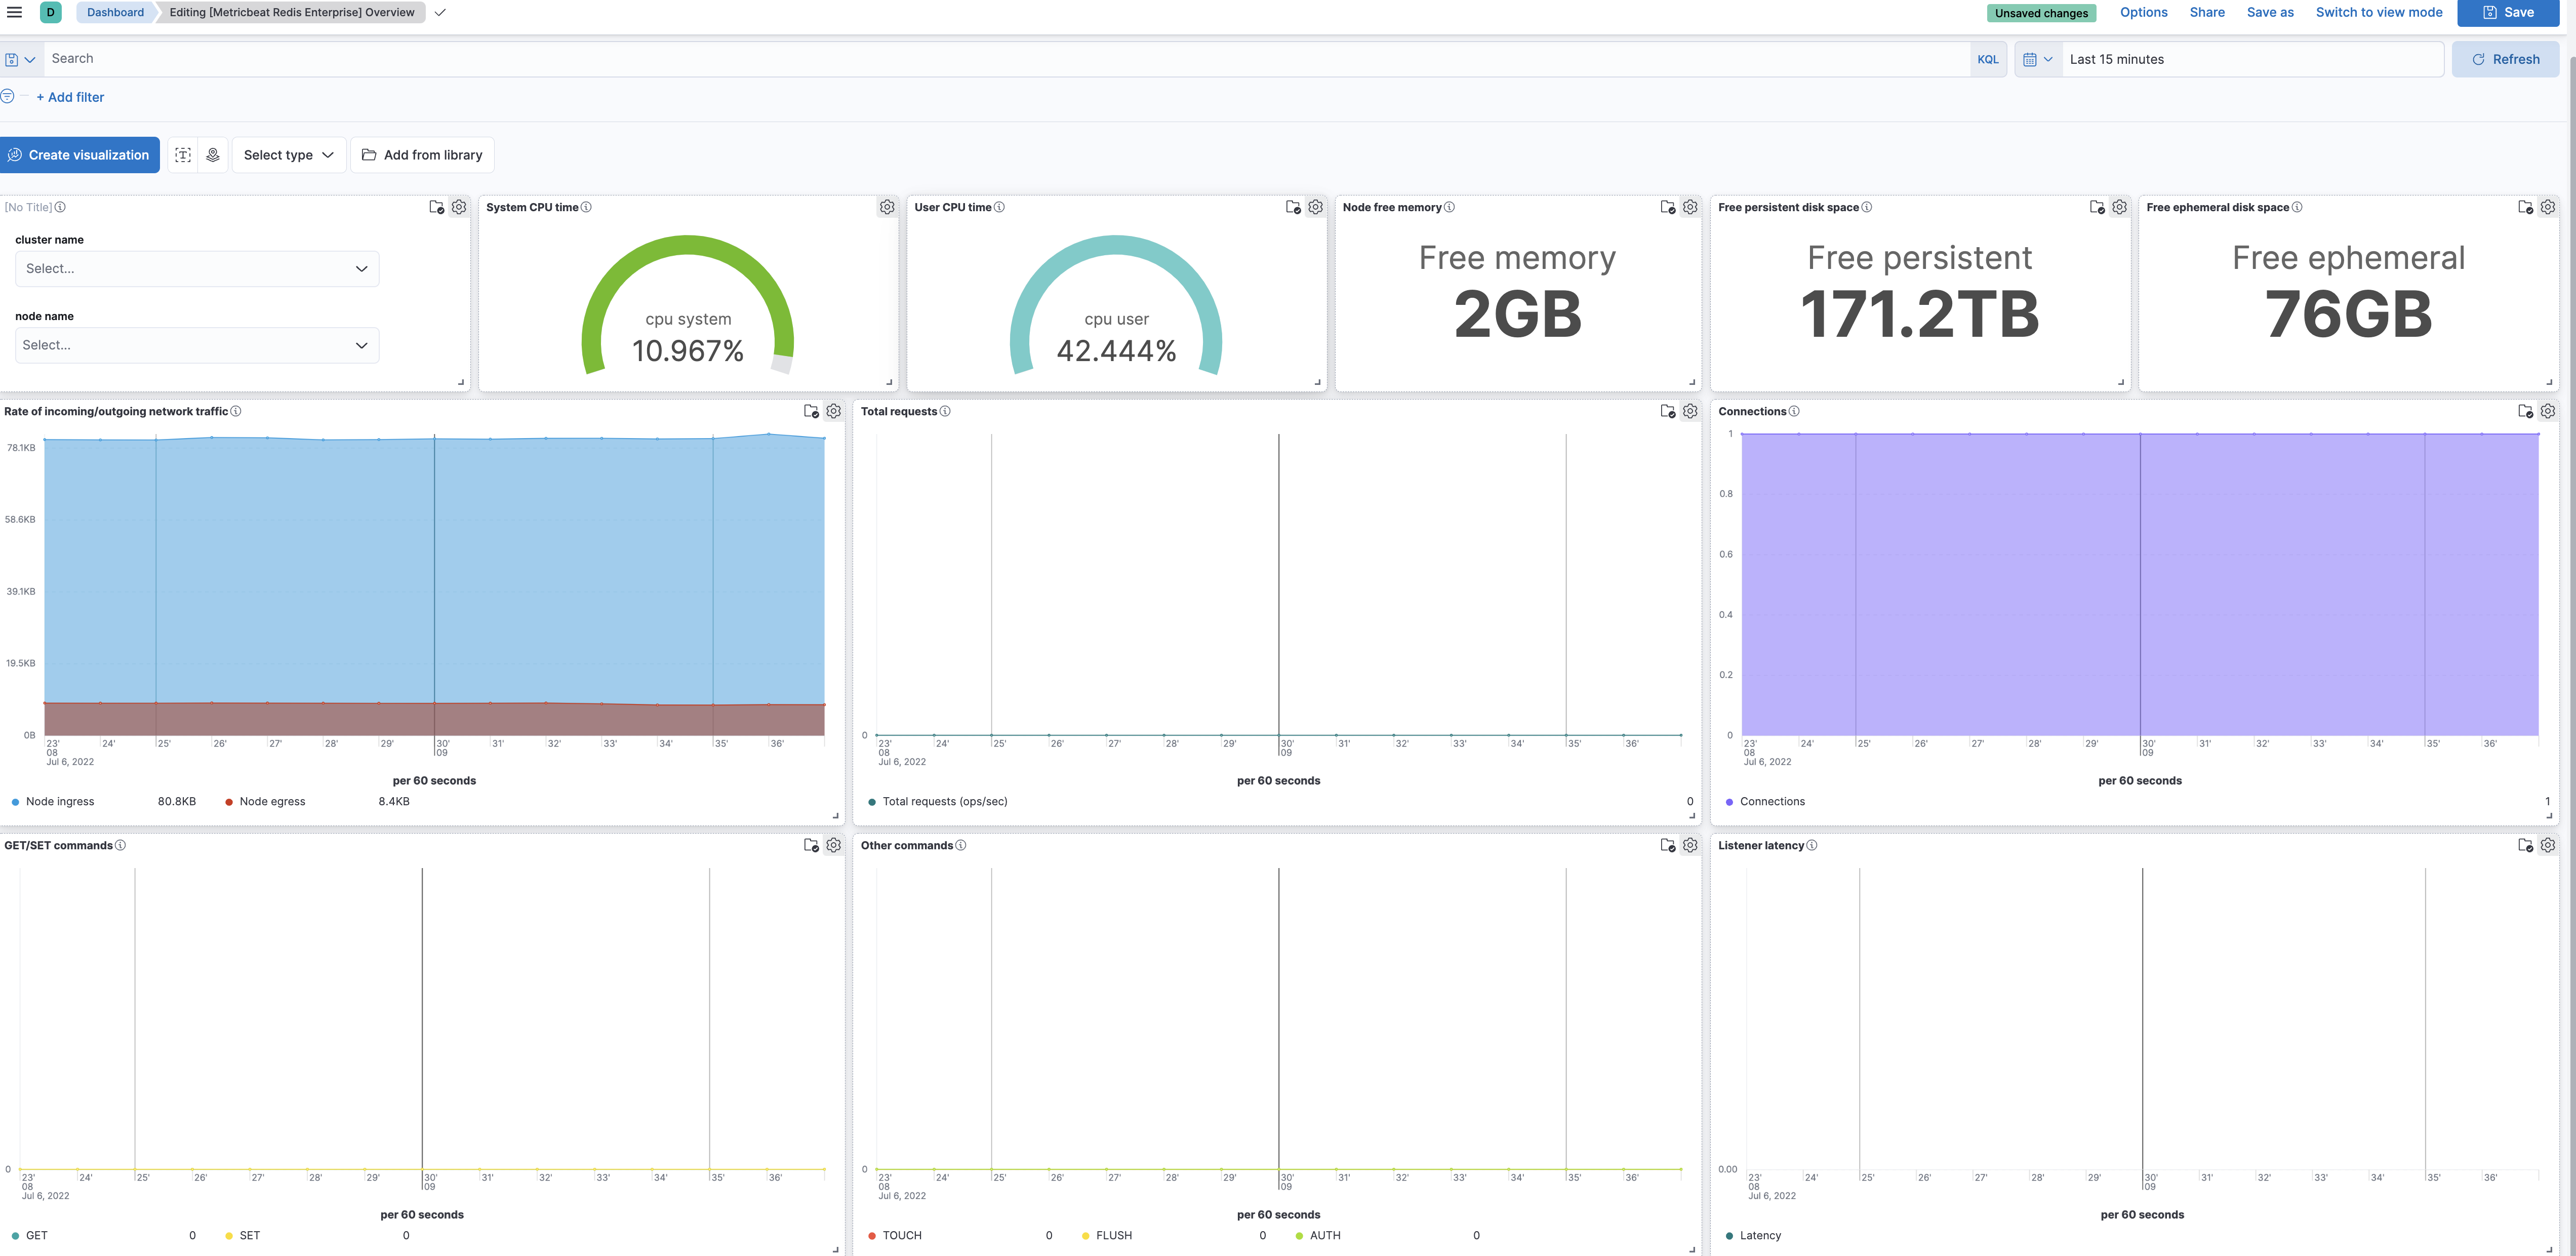 D Dashboard Editing [Metricbeat Redis Enterprise] Overview Unsaved changes Options Share Save as Switch to view mode Save
Search KQL Last 15 minutes Refresh
+ Add filter
Create visualization Select type Add from library
[No Title]
cluster name
Select...
node name
Select...
System CPU time
cpu system
10.967%
User CPU time
cpu user
42.444%
Node free memory
Free memory
2GB
Free persistent disk space
Free persistent
171.2TB
Free ephemeral disk space
Free ephemeral
76GB
Rate of incoming/outgoing network traffic
78.1KB
58.6KB
39.1KB
19.5KB
0B
23' 24' 25' 26' 27' 28' 29' 30' 31' 32' 33' 34' 35' 36'
08 09
Jul 6, 2022
per 60 seconds
Node ingress 80.8KB Node egress 8.4KB
Total requests
0
23' 24' 25' 26' 27' 28' 29' 30' 31' 32' 33' 34' 35' 36'
08 09
Jul 6, 2022
per 60 seconds
Total requests (ops/sec) 0
Connections
1
0.8
0.6
0.4
0.2
0
23' 24' 25' 26' 27' 28' 29' 30' 31' 32' 33' 34' 35' 36'
08 09
Jul 6, 2022
per 60 seconds
Connections 1
GET/SET commands
0
23' 24' 25' 26' 27' 28' 29' 30' 31' 32' 33' 34' 35' 36'
08 09
Jul 6, 2022
per 60 seconds
GET 0 SET 0
Other commands
0
23' 24' 25' 26' 27' 28' 29' 30' 31' 32' 33' 34' 35' 36'
08 09
Jul 6, 2022
per 60 seconds
TOUCH 0 FLUSH 0 AUTH 0
Listener latency
0.00
23' 24' 25' 26' 27' 28' 29' 30' 31' 32' 33' 34' 35' 36'
08 09
Jul 6, 2022
per 60 seconds
Latency